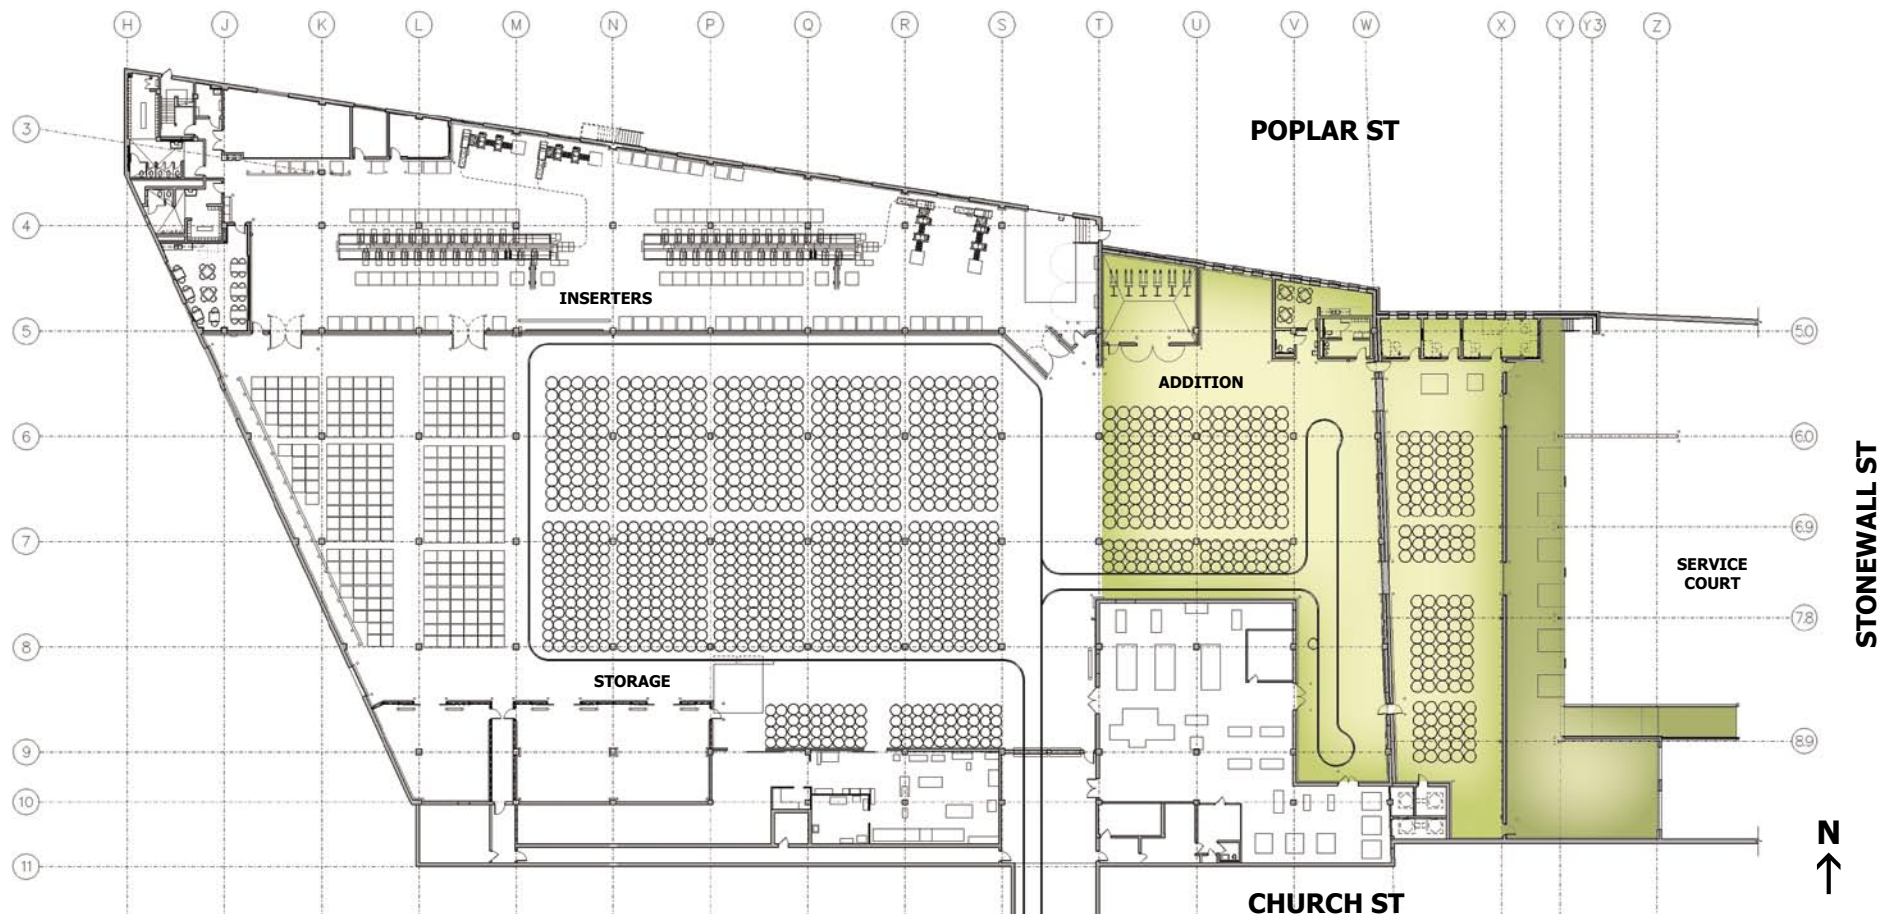 H J K L M N P Q R S T U V W X Y Y3 Z
POPLAR ST
3
4
INSERTERS
5
5.0
ADDITION
6
6.0
STONEWALL ST
6.9
7
SERVICE
COURT
7.8
8
STORAGE
8.9
9
10
N
11
CHURCH ST